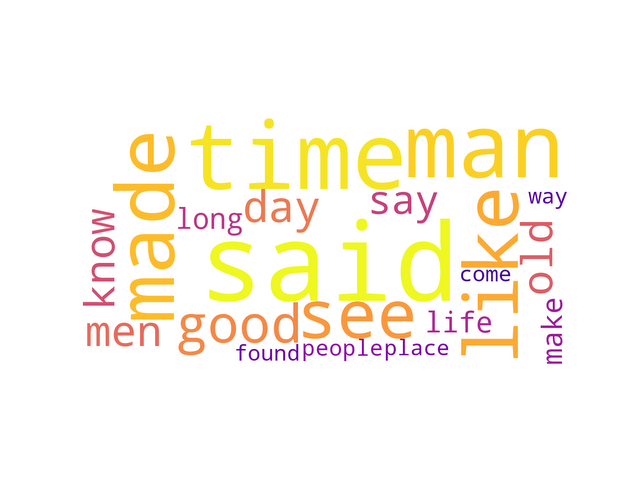 time
man
made
say
way
day
long
know
like
said
old
come
see
good
men
life
make
found
people
place